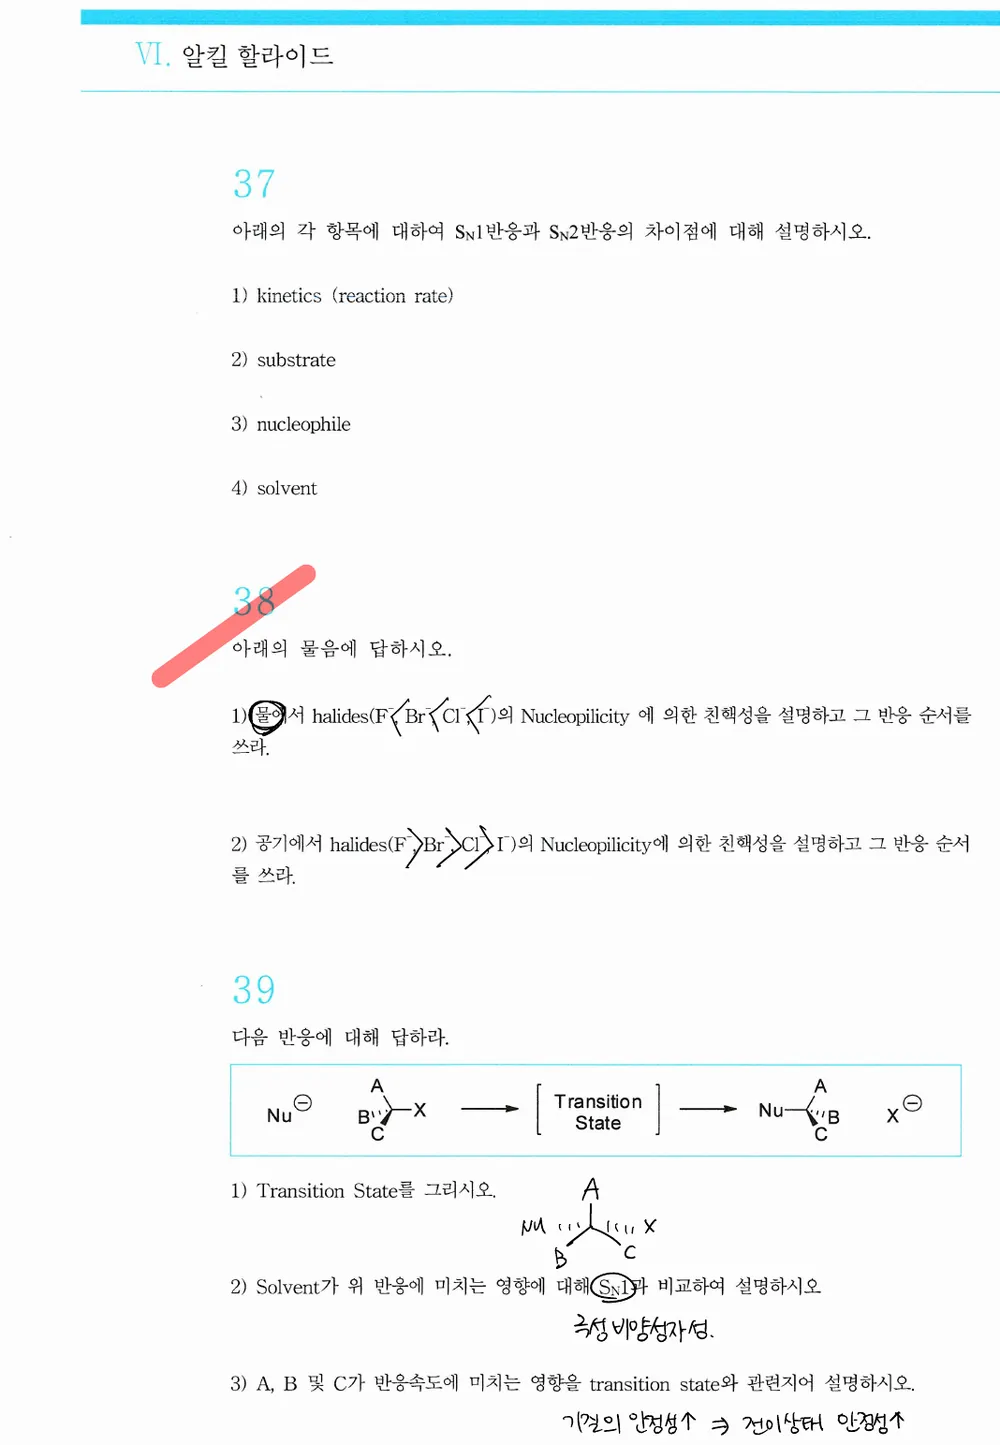 Ⅵ. 알킬 할라이드
37
아래의 각 항목에 대하여 SN1반응과 SN2반응의 차이점에 대해 설명하시오.
1) kinetics (reaction rate)
2) substrate
3) nucleophile
4) solvent
38
아래의 물음에 답하시오.
1) 물에서 halides(F⁻, Br⁻, Cl⁻, I⁻)의 Nucleopilicity 에 의한 친핵성을 설명하고 그 반응 순서를
쓰라.
2) 공기에서 halides(F⁻, Br⁻, Cl⁻, I⁻)의 Nucleopilicity에 의한 친핵성을 설명하고 그 반응 순서
를 쓰라.
39
다음 반응에 대해 답하라.
Nu⊖ A B C X → [Transition State] → Nu A B C X⊖
1) Transition State를 그리시오.
A
Nu X
B C
2) Solvent가 위 반응에 미치는 영향에 대해 SN1과 비교하여 설명하시오
극성 비양성자성.
3) A, B 및 C가 반응속도에 미치는 영향을 transition state와 관련지어 설명하시오.
기질의 안정성↑ ⇒ 전이상태 안정성↑